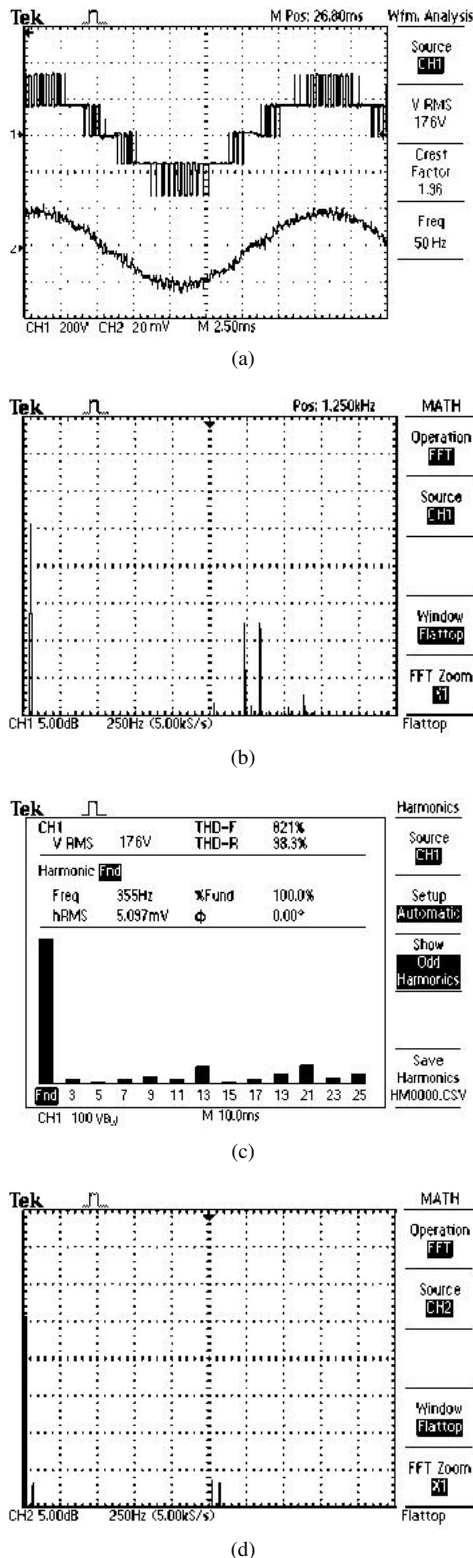 Tek
M Pos: 26.80ms
Wfm. Analysis
Source
CH1
V RMS
176V
Crest
Factor
1.96
Freq
50 Hz
1
2
CH1 200V CH2 20mV M 2.50ms
(a)
Tek
Pos: 1.250kHz
MATH
Operation
FFT
Source
CH1
Window
Flattop
FFT Zoom
X1
CH1 5.00dB 250Hz (5.00kS/s) Flattop
(b)
Tek
Harmonics
CH1 THD-F 821%
V RMS 176V THD-R 98.3%
Source
CH1
Harmonic Fnd
Freq 355Hz %Fund 100.0%
hRMS 5.097mV ϕ 0.00°
Setup
Automatic
Show
Odd
Harmonics
Save
Harmonics
HM0000.CSV
Fnd 3 5 7 9 11 13 15 17 19 21 23 25
CH1 100 VBW M 10.0ms
(c)
Tek
MATH
Operation
FFT
Source
CH2
Window
Flattop
FFT Zoom
X1
CH2 5.00dB 250Hz (5.00kS/s) Flattop
(d)